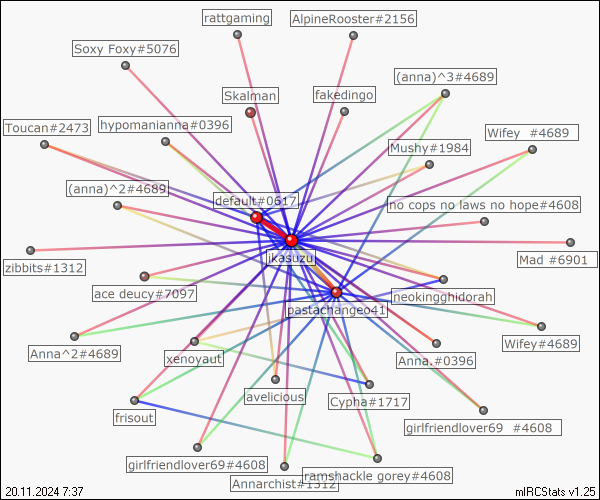 rattgaming
AlpineRooster#2156
Soxy Foxy#5076
(anna)^3#4689
Skalman
fakedingo
Toucan#2473
hypomanianna#0396
Wifey  #4689
Mushy#1984
(anna)^2#4689
default#0617
no cops no laws no hope#4608
jkasuzu
Mad #6901
zibbits#1312
ace deucy#7097
neokingghidorah
pastachangeo41
Anna^2#4689
xenoyaut
Anna.#0396
Wifey#4689
avelicious
Cypha#1717
frisout
girlfriendlover69  #4608
girlfriendlover69#4608
ramshackle gorey#4608
Annarchist#1312
20.11.2024 7:37
mIRCStats v1.25